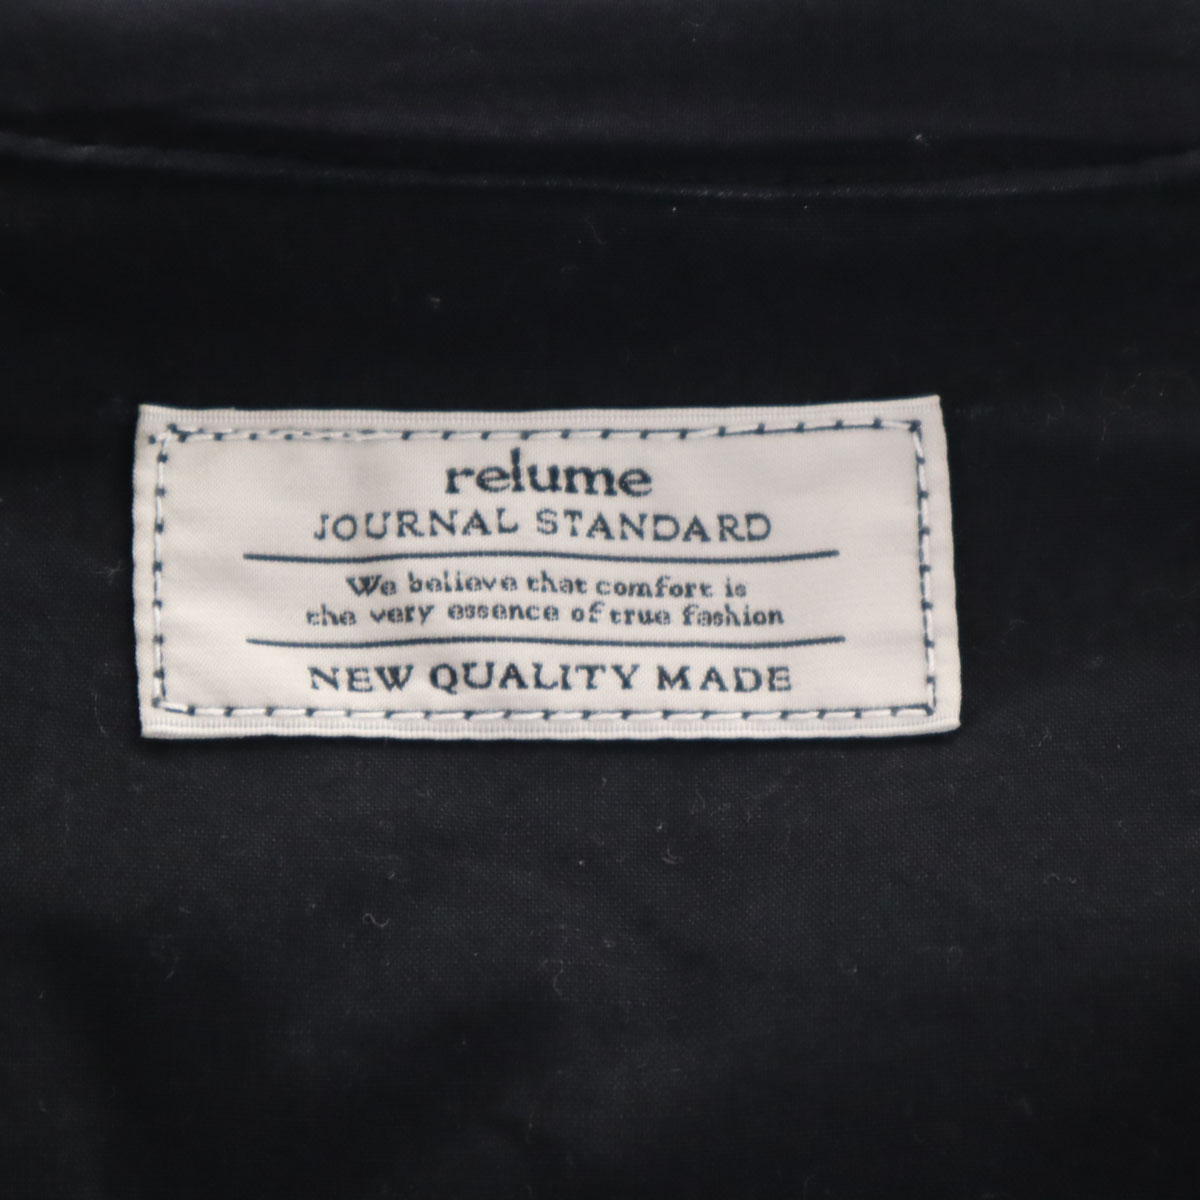 relume
JOURNAL STANDARD
We believe that comfort is
the very essence of true fashion
NEW QUALITY MADE